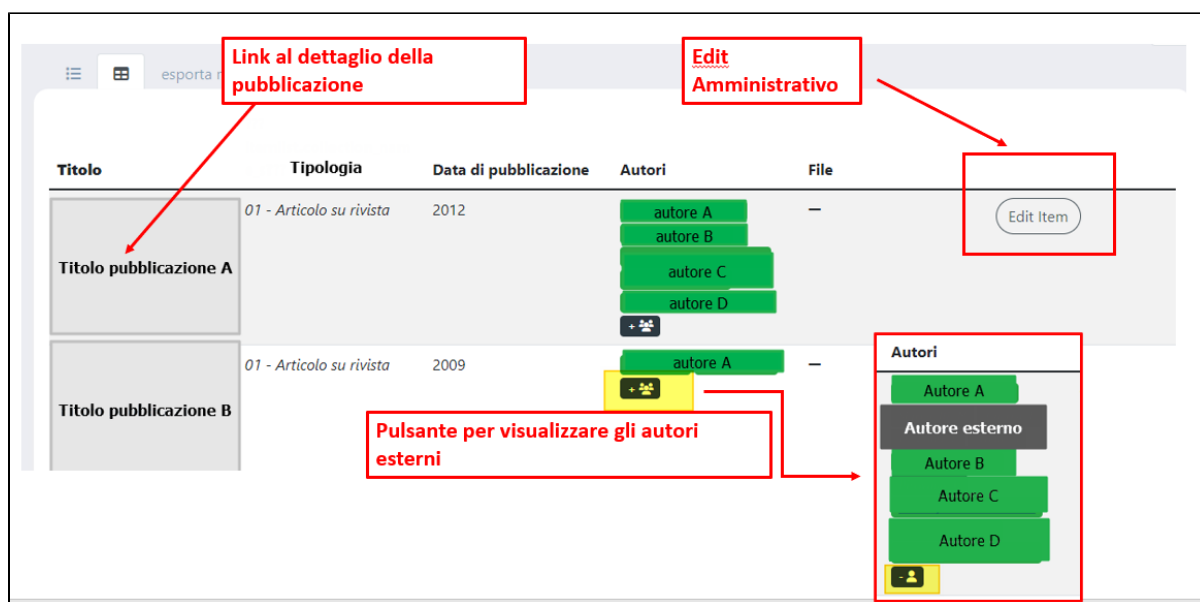 Link al dettaglio della
pubblicazione
Edit
Amministrativo
esporta
Titolo Tipologia Data di pubblicazione Autori File
Titolo pubblicazione A
01 - Articolo su rivista
2012
autore A
autore B
autore C
autore D
+
–
Edit Item
Titolo pubblicazione B
01 - Articolo su rivista
2009
autore A
+
–
Pulsante per visualizzare gli autori
esterni
Autori
Autore A
Autore esterno
Autore B
Autore C
Autore D
-